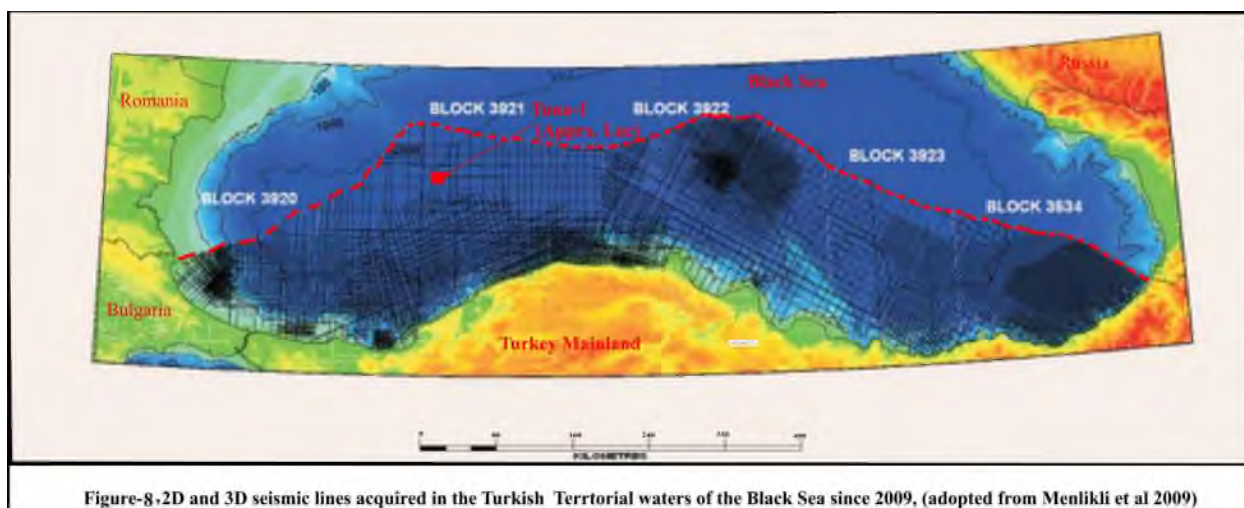 Romania
Russia
Black Sea
BLOCK 3921
Tuna-I
(Apprx. Loc)
BLOCK 3922
BLOCK 3923
BLOCK 3920
BLOCK 3534
Bulgaria
Turkey Mainland
KILOMETRES
Figure-8,2D and 3D seismic lines acquired in the Turkish Terrtorial waters of the Black Sea since 2009, (adopted from Menlikli et al 2009)